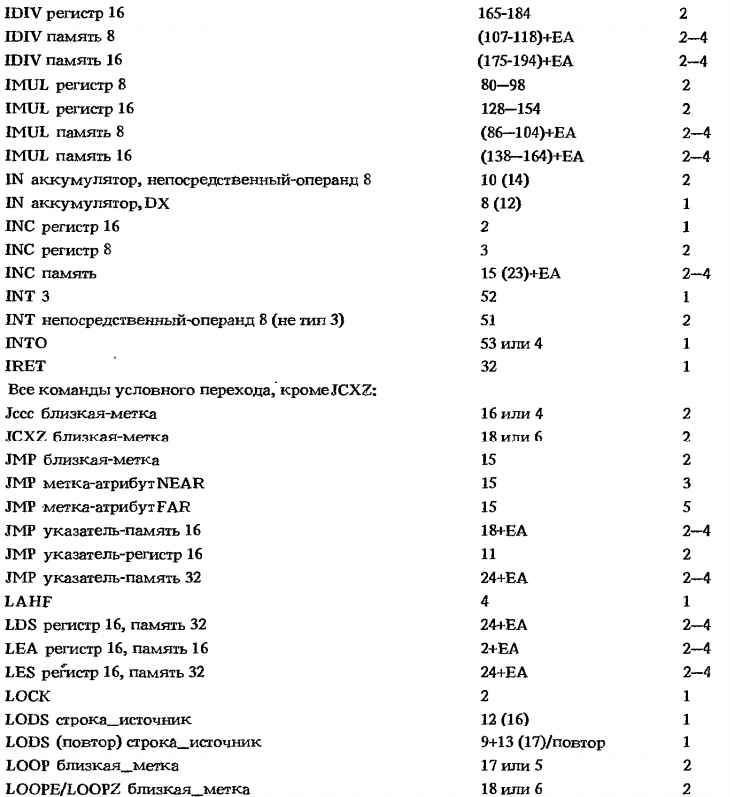 IDIV регистр 16 165-184 2
IDIV память 8 (107-118)+EA 2—4
IDIV память 16 (175-194)+EA 2—4
IMUL регистр 8 80—98 2
IMUL регистр 16 128—154 2
IMUL память 8 (86—104)+EA 2—4
IMUL память 16 (138—164)+EA 2—4
IN аккумулятор, непосредственный-операнд 8 10 (14) 2
IN аккумулятор, DX 8 (12) 1
INC регистр 16 2 1
INC регистр 8 3 2
INC память 15 (23)+EA 2—4
INT 3 52 1
INT непосредственный-операнд 8 (не тип 3) 51 2
INTO 53 или 4 1
IRET 32 1
Все команды условного перехода, кроме JCXZ:
Jccc близкая-метка 16 или 4 2
JCXZ близкая-метка 18 или 6 2
JMP близкая-метка 15 2
JMP метка-атрибут NEAR 15 3
JMP метка-атрибут FAR 15 5
JMP указатель-память 16 18+EA 2—4
JMP указатель-регистр 16 11 2
JMP указатель-память 32 24+EA 2—4
LAHF 4 1
LDS регистр 16, память 32 24+EA 2—4
LEA регистр 16, память 16 2+EA 2—4
LES регистр 16, память 32 24+EA 2—4
LOCK 2 1
LODS строка_источник 12 (16) 1
LODS (повтор) строка_источник 9+13 (17)/повтор 1
LOOP близкая_метка 17 или 5 2
LOOPE/LOOPZ близкая_метка 18 или 6 2